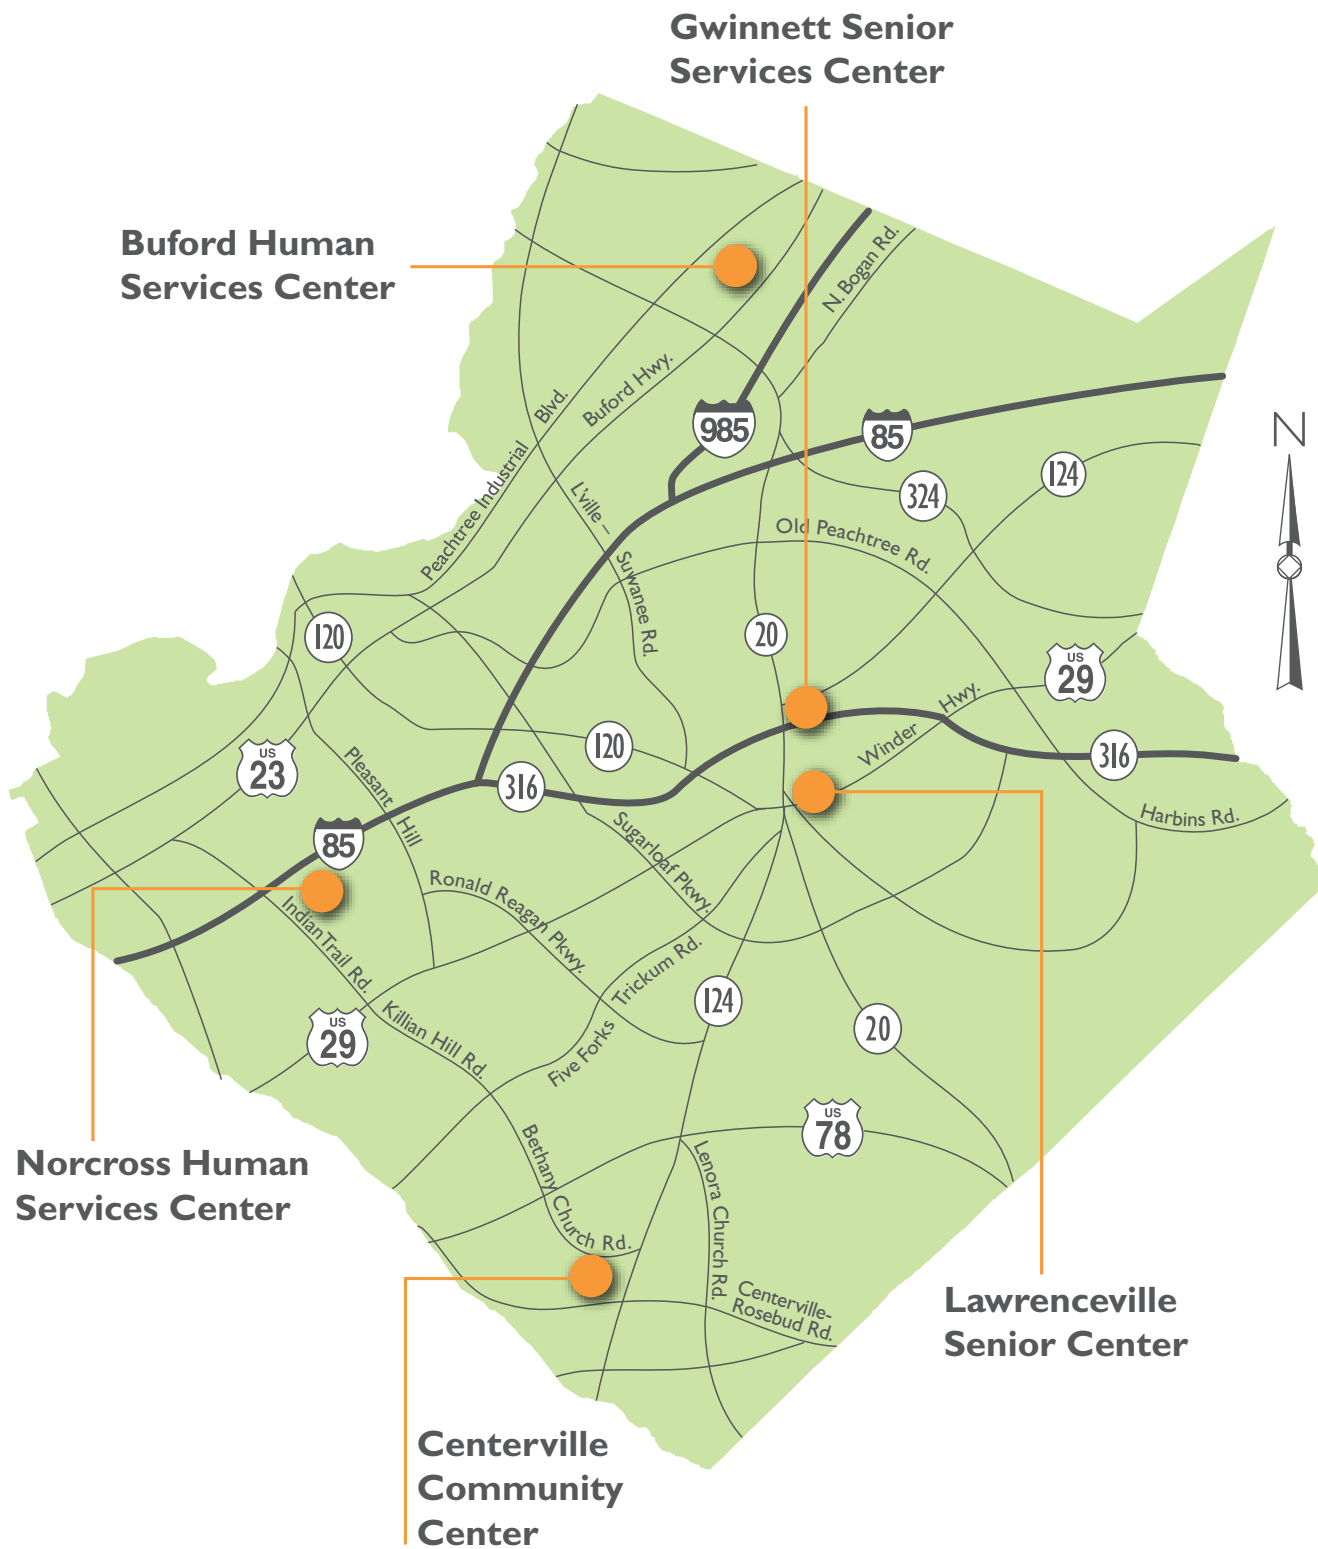 Gwinnett Senior
Services Center
Buford Human
Services Center
N. Bogan Rd.
Buford Hwy.
Peachtree Industrial Blvd.
985
85
N
124
324
L'ville – Suwanee Rd.
Old Peachtree Rd.
120
20
US
29
Winder Hwy.
US
23
120
316
316
Pleasant Hill
85
Sugarloaf Pkwy.
Harbins Rd.
Ronald Reagan Pkwy.
Indian Trail Rd.
Five Forks Trickum Rd.
124
US
29
Killian Hill Rd.
20
US
78
Bethany Church Rd.
Lenora Church Rd.
Norcross Human
Services Center
Centerville-
Rosebud Rd.
Lawrenceville
Senior Center
Centerville
Community
Center